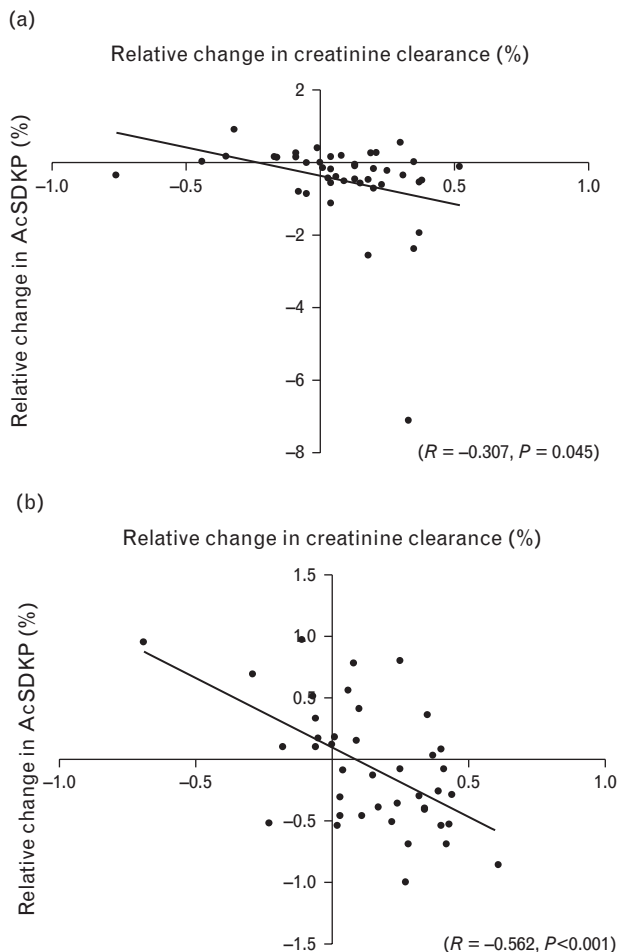 (a)
Relative change in creatinine clearance (%)
Relative change in AcSDKP (%)
2
0
–1.0
–0.5
0.5
1.0
–2
–4
–6
–8
(R = –0.307, P = 0.045)
(b)
Relative change in creatinine clearance (%)
Relative change in AcSDKP (%)
1.5
1.0
0.5
0
–1.0
–0.5
0.5
1.0
–0.5
–1.0
–1.5
(R = –0.562, P<0.001)